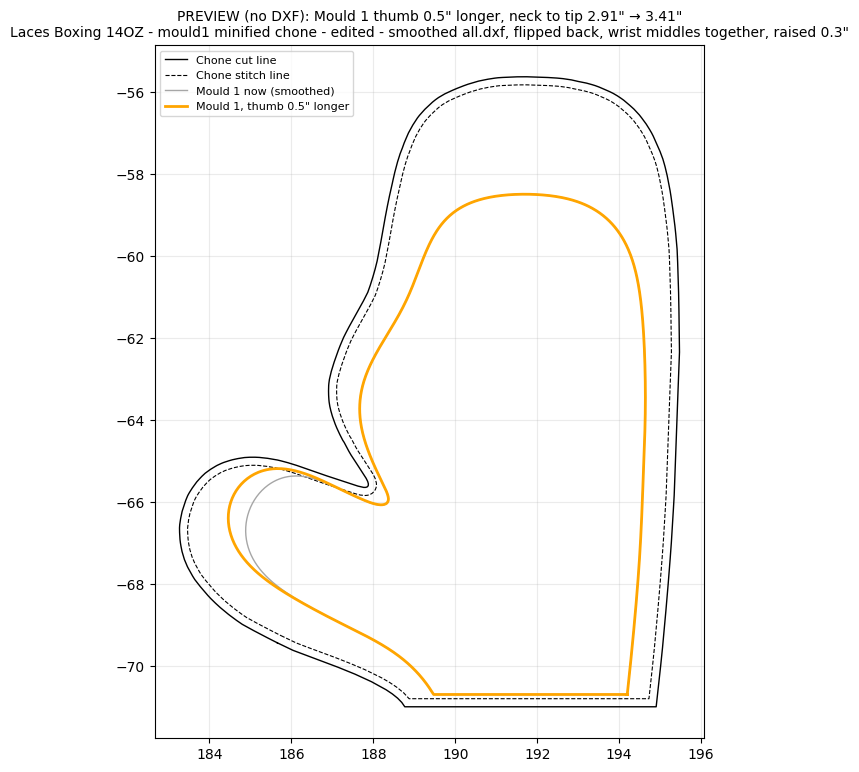 PREVIEW (no DXF): Mould 1 thumb 0.5" longer, neck to tip 2.91" → 3.41"
Laces Boxing 14OZ - mould1 minified chone - edited - smoothed all.dxf, flipped back, wrist middles together, raised 0.3"
Chone cut line
Chone stitch line
Mould 1 now (smoothed)
Mould 1, thumb 0.5" longer
−56
−58
−60
−62
−64
−66
−68
−70
184
186
188
190
192
194
196